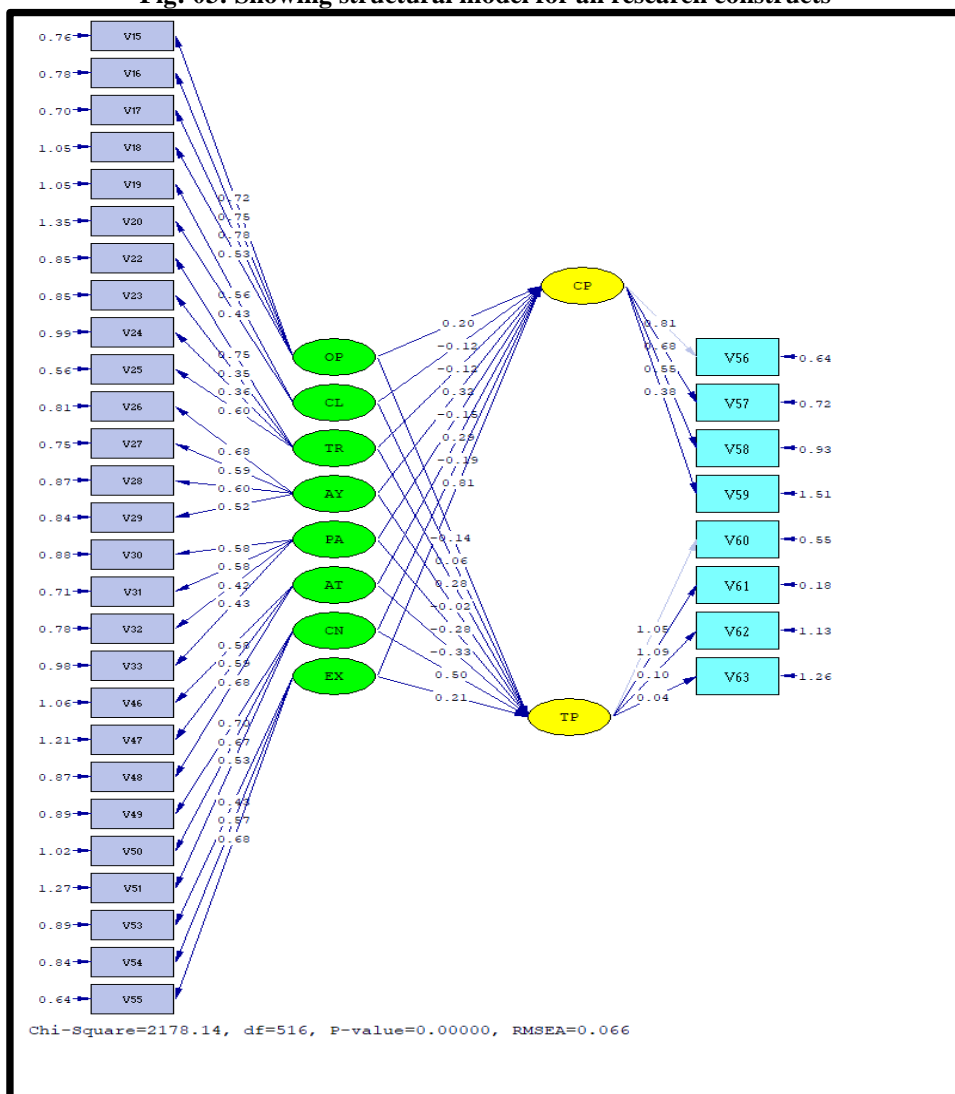 Fig. 03: Showing structural model for all research constructs
0.76 V15
0.78 V16
0.70 V17
1.05 V18
1.05 V19
1.35 V20
0.85 V22
0.85 V23
0.99 V24
0.56 V25
0.81 V26
0.75 V27
0.87 V28
0.84 V29
0.88 V30
0.71 V31
0.78 V32
0.98 V33
1.06 V46
1.21 V47
0.87 V48
0.89 V49
1.02 V50
1.27 V51
0.89 V53
0.84 V54
0.64 V55
0.72
0.75
0.78
0.53
0.56
0.43
0.75
0.35
0.36
0.60
0.68
0.59
0.60
0.52
0.58
0.58
0.42
0.43
0.58
0.59
0.68
0.70
0.67
0.53
0.43
0.57
0.68
OP
CL
TR
AY
PA
AT
CN
EX
0.20
-0.12
-0.12
0.32
-0.15
0.29
-0.19
0.81
-0.14
0.06
0.28
-0.02
-0.28
-0.33
0.50
0.21
CP
TP
0.81
0.68
0.55
0.38
1.05
1.09
0.10
0.04
V56 0.64
V57 0.72
V58 0.93
V59 1.51
V60 0.55
V61 0.18
V62 1.13
V63 1.26
Chi-Square=2178.14, df=516, P-value=0.00000, RMSEA=0.066